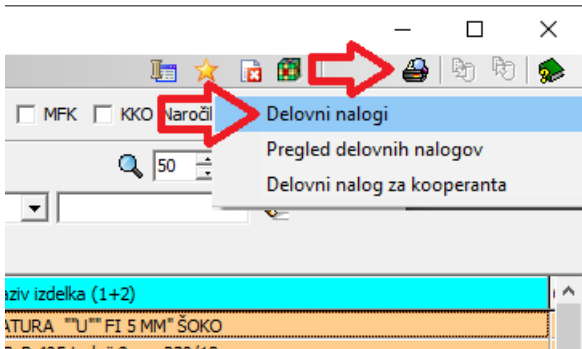 MFK KKO Naroči
Delovni nalogi
Pregled delovnih nalogov
Delovni nalog za kooperanta
50
aziv izdelka (1+2)
ATURA ""U"" FI 5 MM" ŠOKO